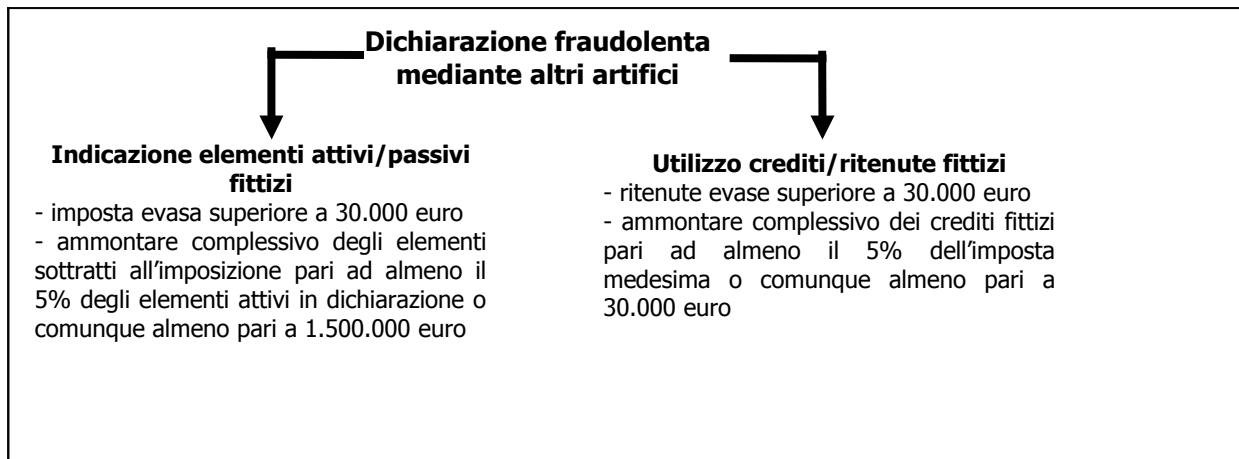 Dichiarazione fraudolenta
mediante altri artifici
Indicazione elementi attivi/passivi
fittizi
- imposta evasa superiore a 30.000 euro
- ammontare complessivo degli elementi
sottratti all’imposizione pari ad almeno il
5% degli elementi attivi in dichiarazione o
comunque almeno pari a 1.500.000 euro
Utilizzo crediti/ritenute fittizi
- ritenute evase superiore a 30.000 euro
- ammontare complessivo dei crediti fittizi
pari ad almeno il 5% dell’imposta
medesima o comunque almeno pari a
30.000 euro